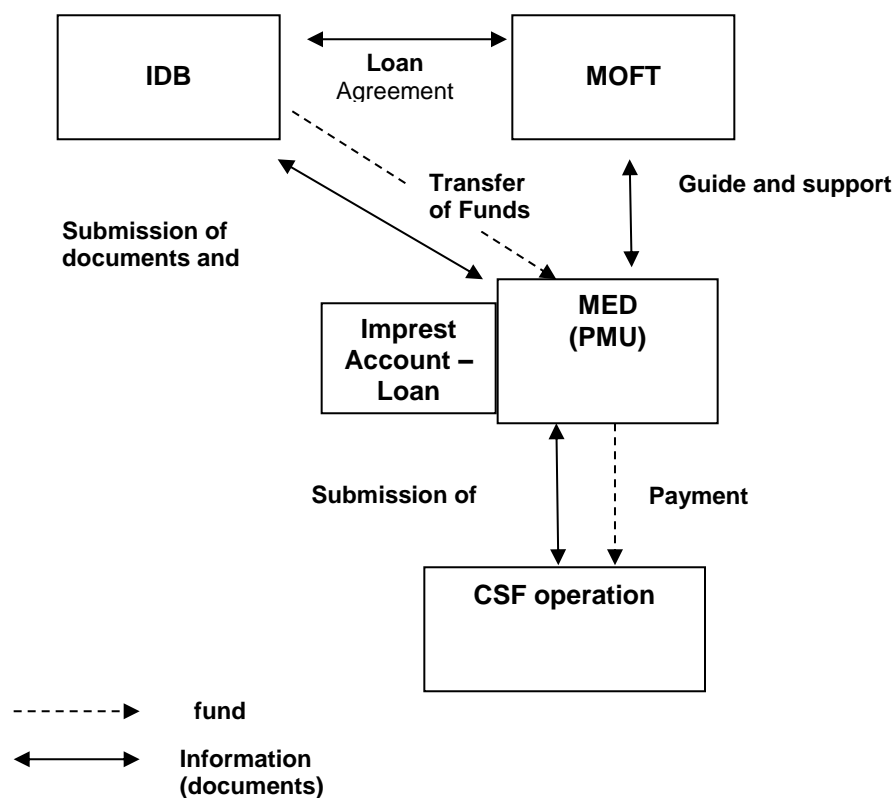 IDB
Loan
Agreement
MOFT
Transfer
of Funds
Guide and support
Submission of
documents and
MED
(PMU)
Imprest
Account –
Loan
Submission of
Payment
CSF operation
fund
Information
(documents)